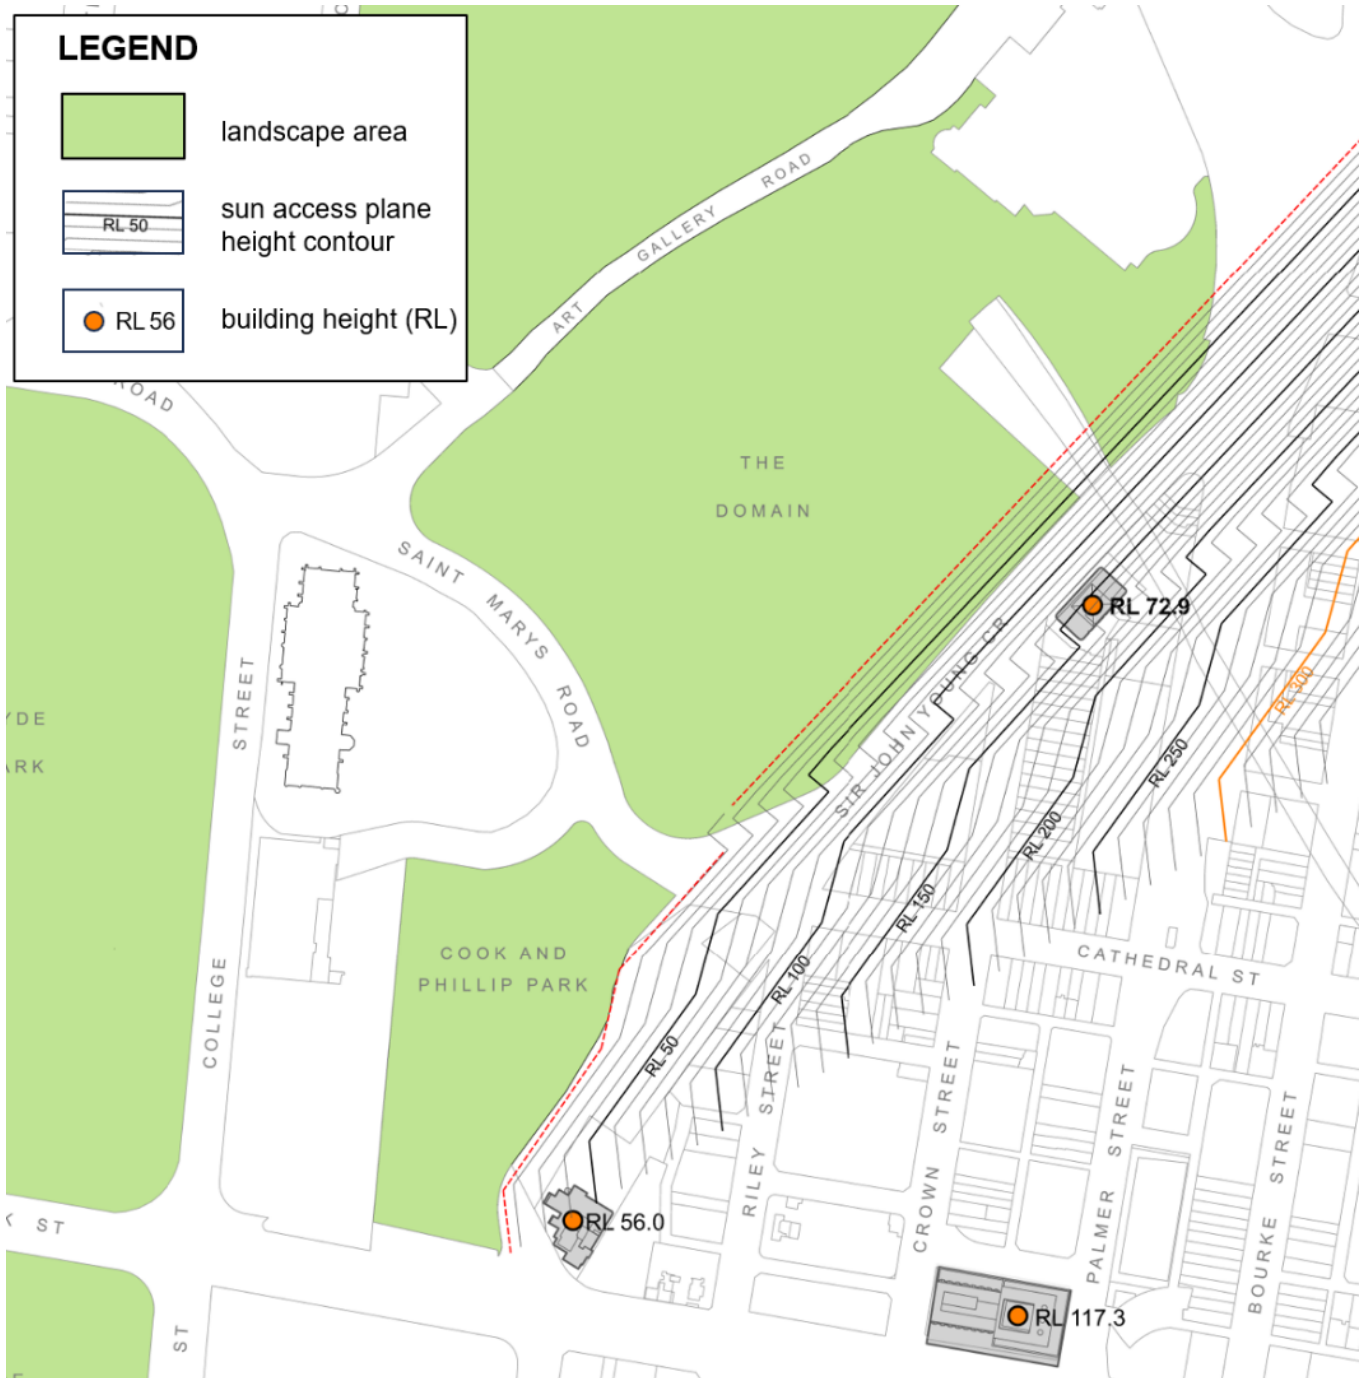 LEGEND
landscape area
RL 50
sun access plane
height contour
RL 56
building height (RL)
ROAD
ART GALLERY ROAD
THE
DOMAIN
SAINT MARYS ROAD
STREET
COLLEGE
YDE
ARK
SIR JOHN YOUNG CR
RL 72.9
RL 300
RL 250
RL 200
RL 150
RL 100
RL 50
COOK AND
PHILLIP PARK
CATHEDRAL ST
RILEY STREET
CROWN STREET
PALMER STREET
BOURKE STREET
K ST
RL 56.0
RL 117.3
ST